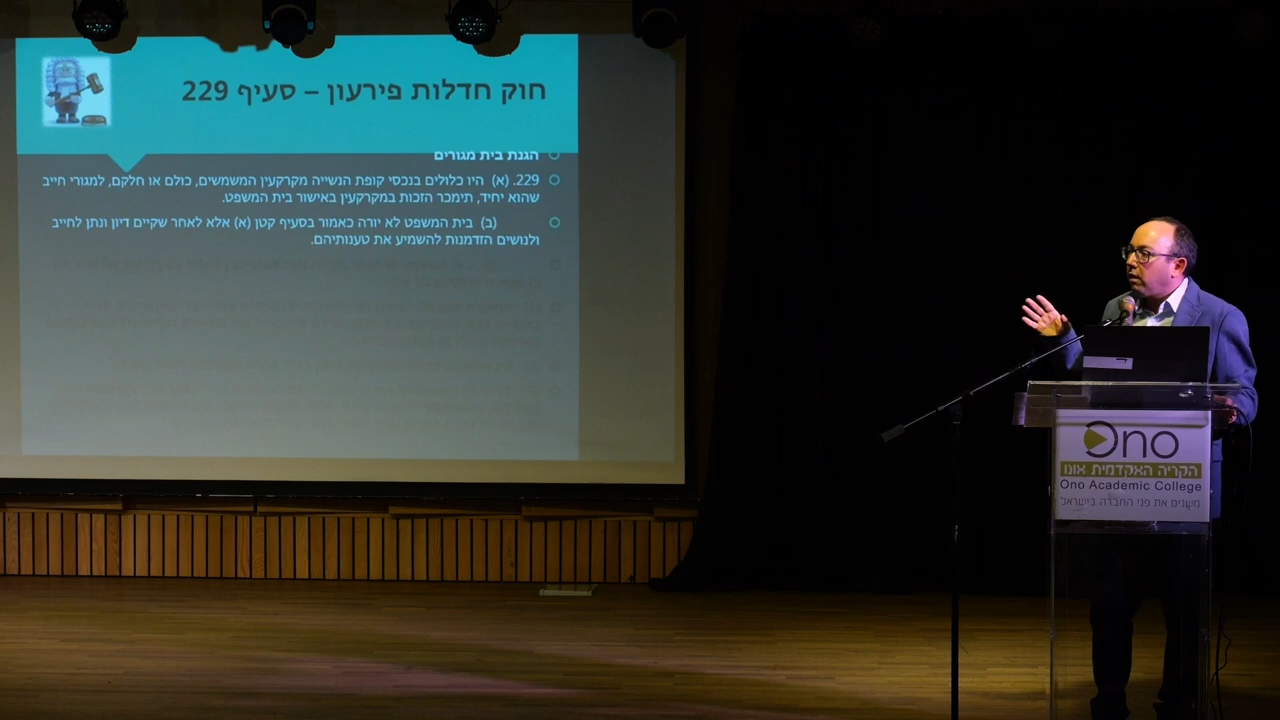 חוק חדלות פירעון – סעיף 229
הגנת בית מגורים
229. (א) היו כלולים בנכסי קופת הנשייה מקרקעין המשמשים, כולם או חלקם, למגורי חייב
שהוא יחיד, תימכר הזכות במקרקעין באישור בית המשפט.
(ב) בית המשפט לא יורה כאמור בסעיף קטן (א) אלא לאחר שקיים דיון ונתן לחייב
ולנושים הזדמנות להשמיע את טענותיהם.
Ono
הקריה האקדמית אונו
Ono Academic College
משנים את פני החברה בישראל